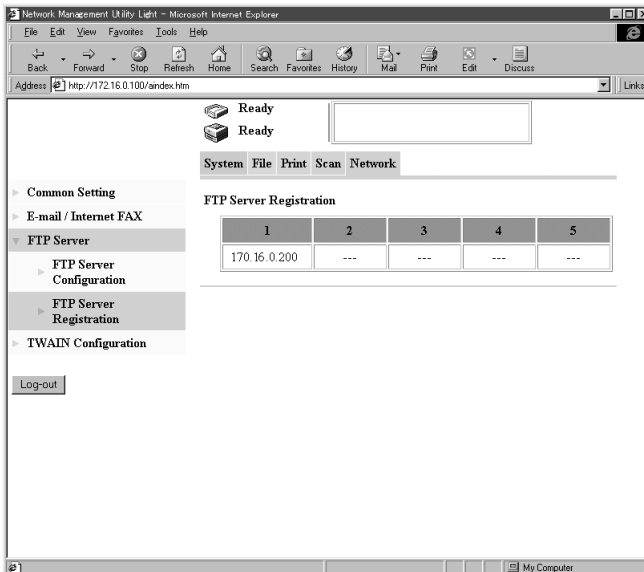 Network Management Utility Light - Microsoft Internet Explorer
File Edit View Favorites Tools Help
Back Forward Stop Refresh Home Search Favorites History Mail Print Edit Discuss
Address http://172.16.0.100/aindex.htm Links
Ready
Ready
System File Print Scan Network
Common Setting
E-mail / Internet FAX
FTP Server
FTP Server
Configuration
FTP Server
Registration
TWAIN Configuration
Log-out
FTP Server Registration
1 2 3 4 5
170.16.0.200 --- --- --- ---
My Computer